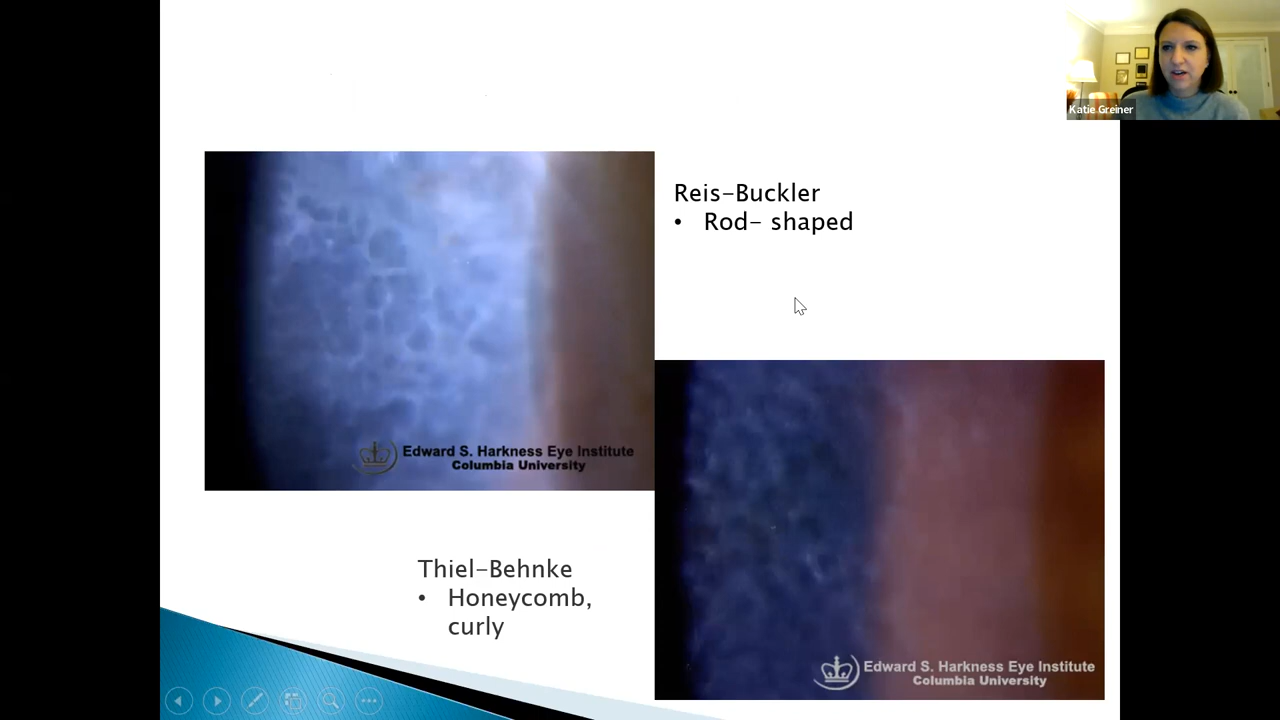 Katie Greiner
Reis-Buckler
• Rod- shaped
Edward S. Harkness Eye Institute
Columbia University
Thiel-Behnke
• Honeycomb,
curly
Edward S. Harkness Eye Institute
Columbia University